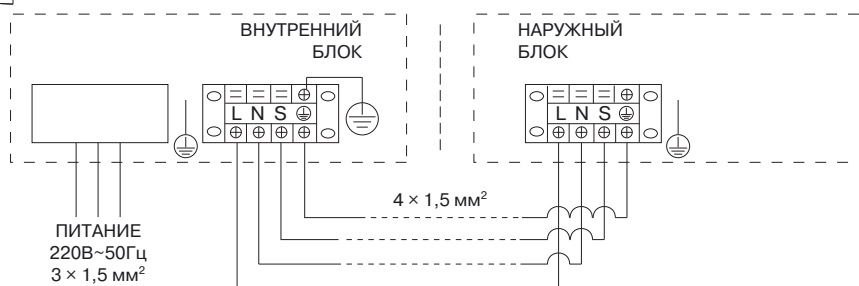 ВНУТРЕННИЙ
БЛОК
НАРУЖНЫЙ
БЛОК
L N S
L N S
4 × 1,5 мм²
ПИТАНИЕ
220В~50Гц
3 × 1,5 мм²